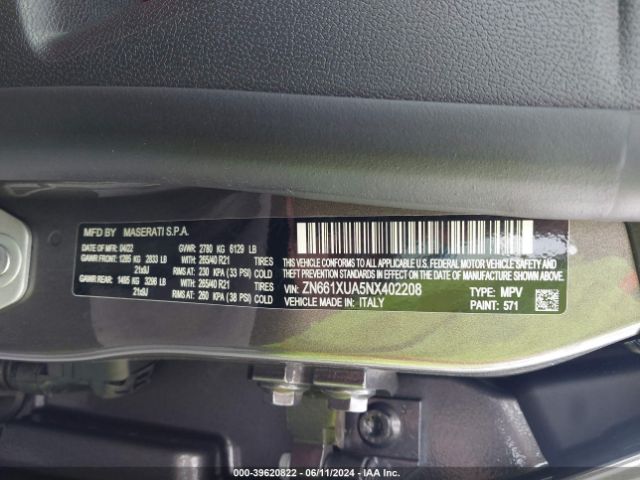 MFD BY MASERATI S.P.A.
DATE 04/22 GVWR: 2780 KG 6129 LB
GAWR FRONT: 1285 KG 2833 LB WITH 265/40 R21 TIRES
21x9J RIMS AT 230 KPA (33 PSI) COLD
GAWR REAR: 1495 KG 3296 LB WITH 265/40 R21 TIRES
21x9J RIMS AT 260 KPA (38 PSI) COLD
THIS VEHICLE CONFORMS TO ALL APPLICABLE U.S. FEDERAL MOTOR VEHICLE SAFETY
BUMPER AND THEFT PREVENTION STANDARDS IN EFFECT ON THE DATE OF MANUFACTURE SHOWN ABOVE
VIN: ZN661XUA5NX402208 TYPE: MPV
VEHICLE MADE IN: ITALY PAINT: 571
000-39620822 - 06/11/2024 - IAA Inc.